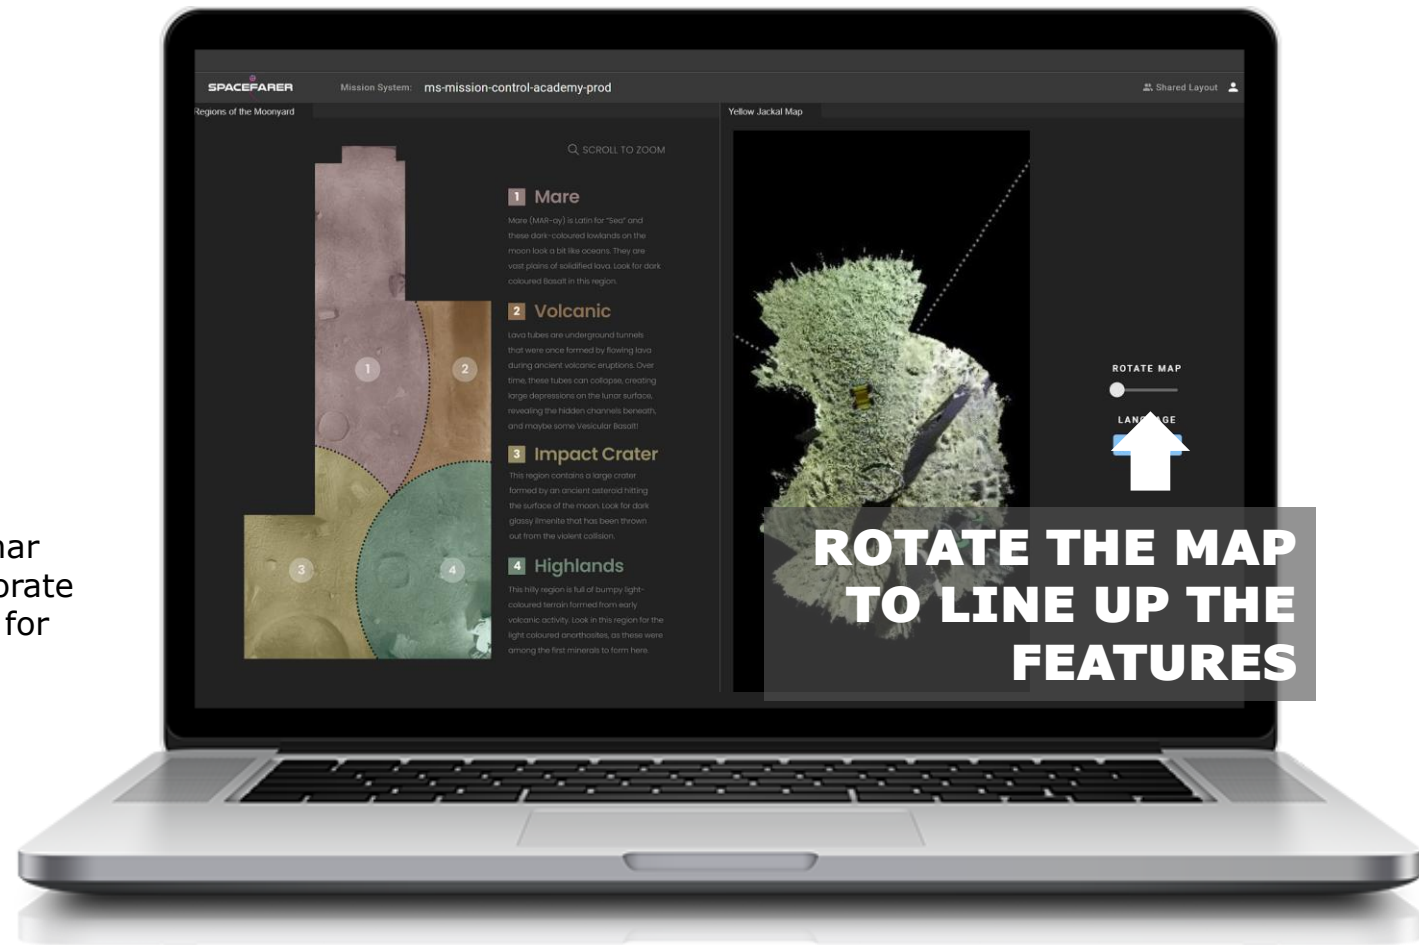 SPACEFARER
Mission System: ms-mission-control-academy-prod
Shared Layout
Regions of the Moonyard
Yellow Jackal Map
SCROLL TO ZOOM
1 Mare
Mare (MAR-ay) is Latin for "Sea" and
these dark-coloured lowlands on the
moon look a bit like oceans. They are
vast plains of solidified lava. Look for dark
coloured Basalt in this region.
2 Volcanic
Lava tubes are underground tunnels
that were once formed by flowing lava
during ancient volcanic eruptions. Over
time, these tubes can collapse, creating
large depressions on the lunar surface,
revealing the hidden channels beneath,
and maybe some Vesicular Basalt!
3 Impact Crater
This region contains a large crater
formed by an ancient asteroid hitting
the surface of the moon. Look for dark
glassy ilmenite that has been thrown
out from the violent collision.
4 Highlands
This hilly region is full of bumpy light-
coloured terrain formed from early
volcanic activity. Look in this region for the
light coloured anorthosites, as these were
among the first minerals to form here.
1
2
3
4
ROTATE MAP
ROTATE THE MAP
TO LINE UP THE
FEATURES
for